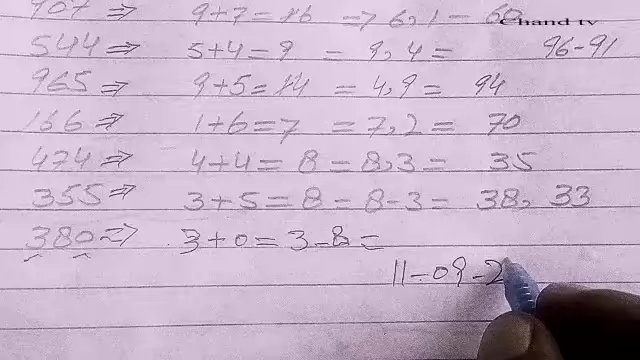 907 ⇒ 9+7=16 ⇒ 6,1 – 60
Chand tv
544 ⇒ 5+4=9 = 9,4= 96-91
965 ⇒ 9+5=14 = 4,9= 94
166 ⇒ 1+6=7 = 7,2= 70
474 ⇒ 4+4=8=8,3= 35
355 ⇒ 3+5=8=8-3= 38, 33
380 ⇒ 3+0=3-8=
11-09-2